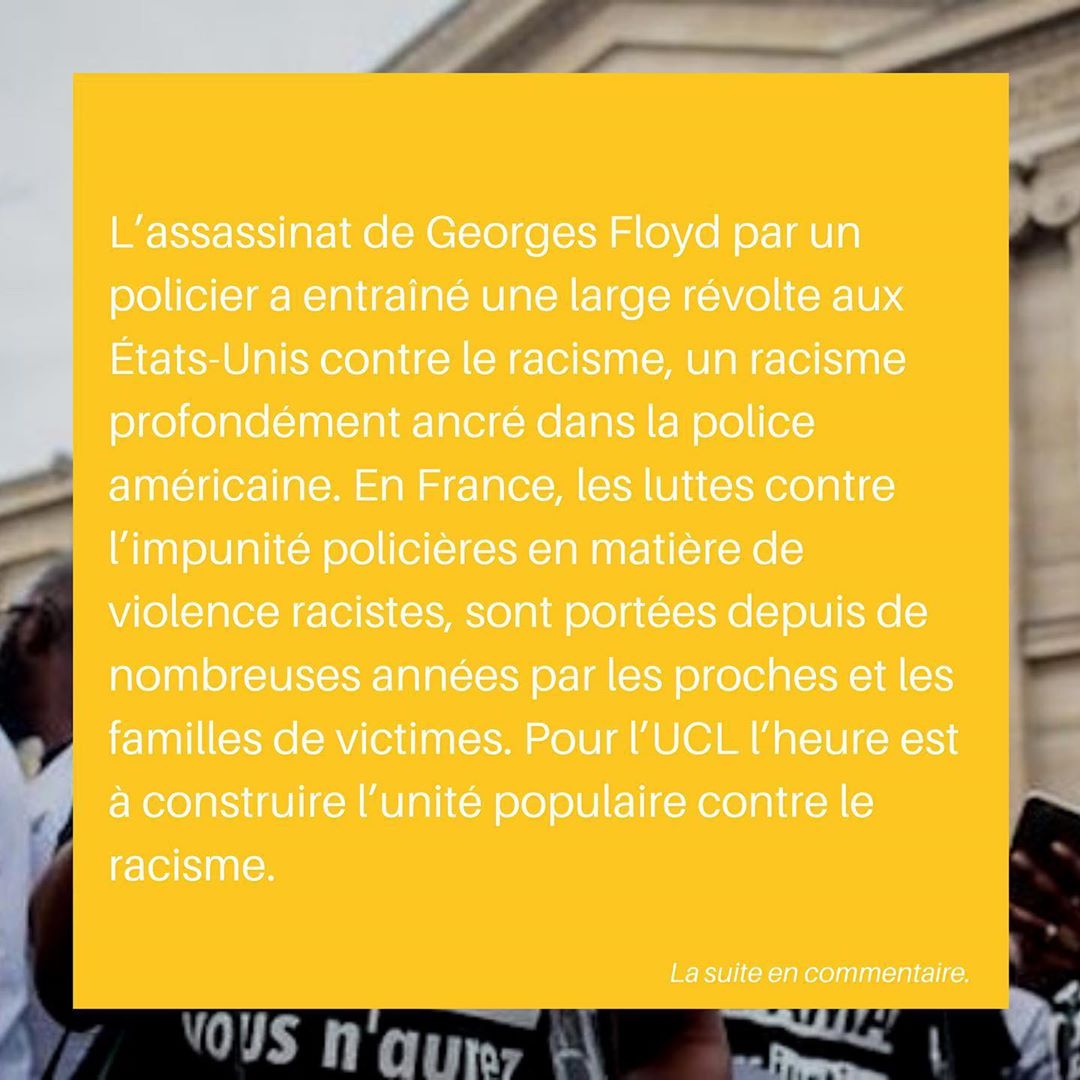 L’assassinat de Georges Floyd par un
policier a entraîné une large révolte aux
États-Unis contre le racisme, un racisme
profondément ancré dans la police
américaine. En France, les luttes contre
l’impunité policières en matière de
violence racistes, sont portées depuis de
nombreuses années par les proches et les
familles de victimes. Pour l’UCL l’heure est
à construire l’unité populaire contre le
racisme.
La suite en commentaire.
vous n'aurez